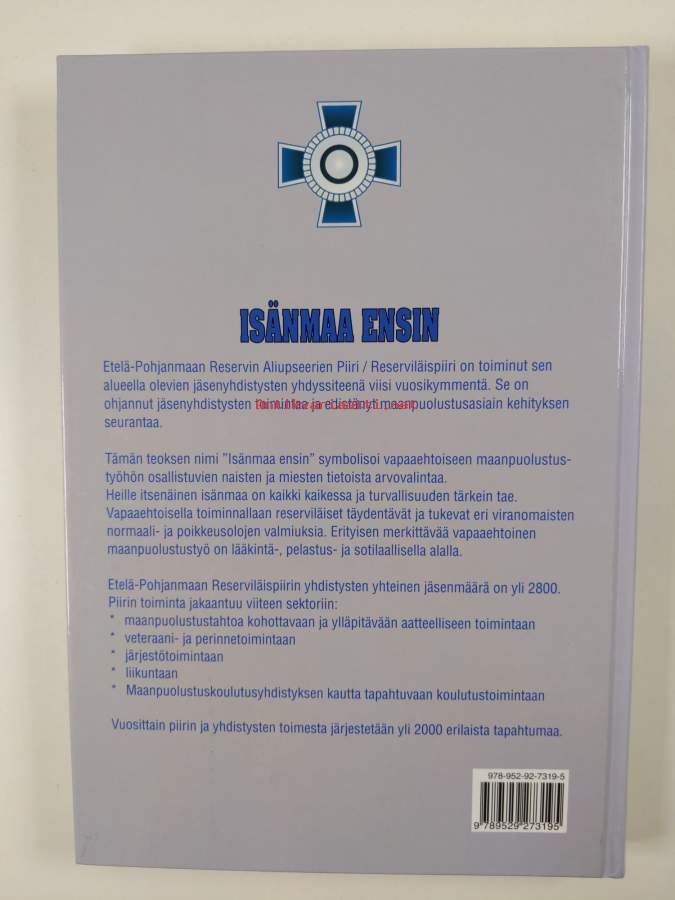 ISÄNMAA ENSIN
Etelä-Pohjanmaan Reservin Aliupseerien Piiri / Reserviläispiiri on toiminut sen
alueella olevien jäsenyhdistysten yhdyssiteenä viisi vuosikymmentä. Se on
ohjannut jäsenyhdistysten toimintaa ja edistänyt maanpuolustusasiain kehityksen
seurantaa.
Tämän teoksen nimi "Isänmaa ensin" symbolisoi vapaaehtoiseen maanpuolustus-
työhön osallistuvien naisten ja miesten tietoista arvovalintaa.
Heille itsenäinen isänmaa on kaikki kaikessa ja turvallisuuden tärkein tae.
Vapaaehtoisella toiminnallaan reserviläiset täydentävät ja tukevat eri viranomaisten
normaali- ja poikkeusolojen valmiuksia. Erityisen merkittävää vapaaehtoinen
maanpuolustustyö on lääkintä-, pelastus- ja sotilaallisella alalla.
Etelä-Pohjanmaan Reserviläispiirin yhdistysten yhteinen jäsenmäärä on yli 2800.
Piirin toiminta jakaantuu viiteen sektoriin:
* maanpuolustustahtoa kohottavaan ja ylläpitävään aatteelliseen toimintaan
* veteraani- ja perinnetoimintaan
* järjestötoimintaan
* liikuntaan
* Maanpuolustuskoulutusyhdistyksen kautta tapahtuvaan koulutustoimintaan
Vuosittain piirin ja yhdistysten toimesta järjestetään yli 2000 erilaista tapahtumaa.
978-952-92-7319-5
9 789529 273195